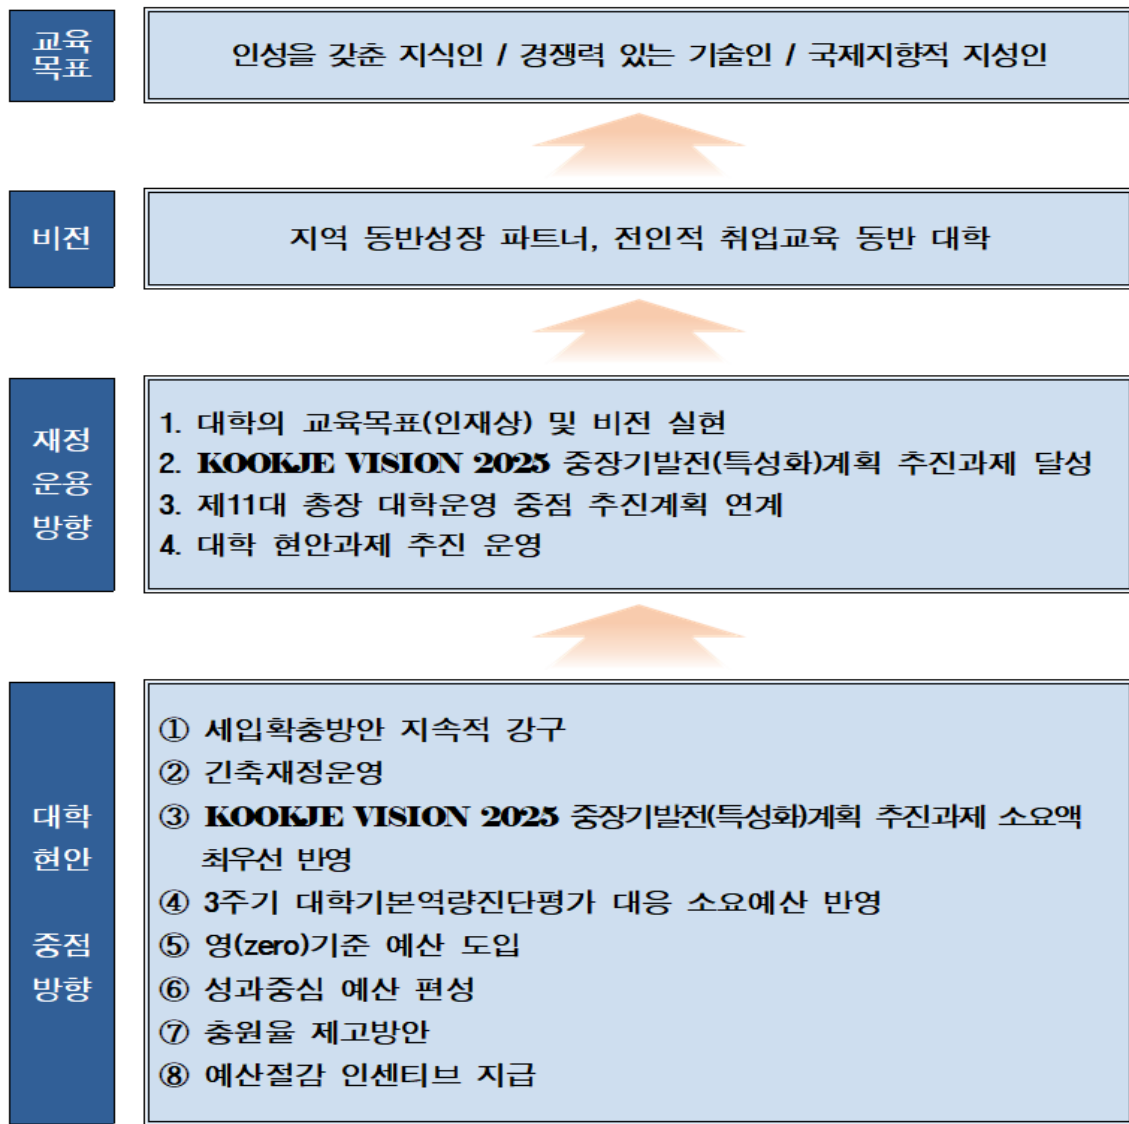 교육
목표
인성을 갖춘 지식인 / 경쟁력 있는 기술인 / 국제지향적 지성인
비전
지역 동반성장 파트너, 전인적 취업교육 동반 대학
재정
운용
방향
1. 대학의 교육목표(인재상) 및 비전 실현
2. KOOKJE VISION 2025 중장기발전(특성화)계획 추진과제 달성
3. 제11대 총장 대학운영 중점 추진계획 연계
4. 대학 현안과제 추진 운영
대학
현안
중점
방향
① 세입확충방안 지속적 강구
② 긴축재정운영
③ KOOKJE VISION 2025 중장기발전(특성화)계획 추진과제 소요액
최우선 반영
④ 3주기 대학기본역량진단평가 대응 소요예산 반영
⑤ 영(zero)기준 예산 도입
⑥ 성과중심 예산 편성
⑦ 충원율 제고방안
⑧ 예산절감 인센티브 지급